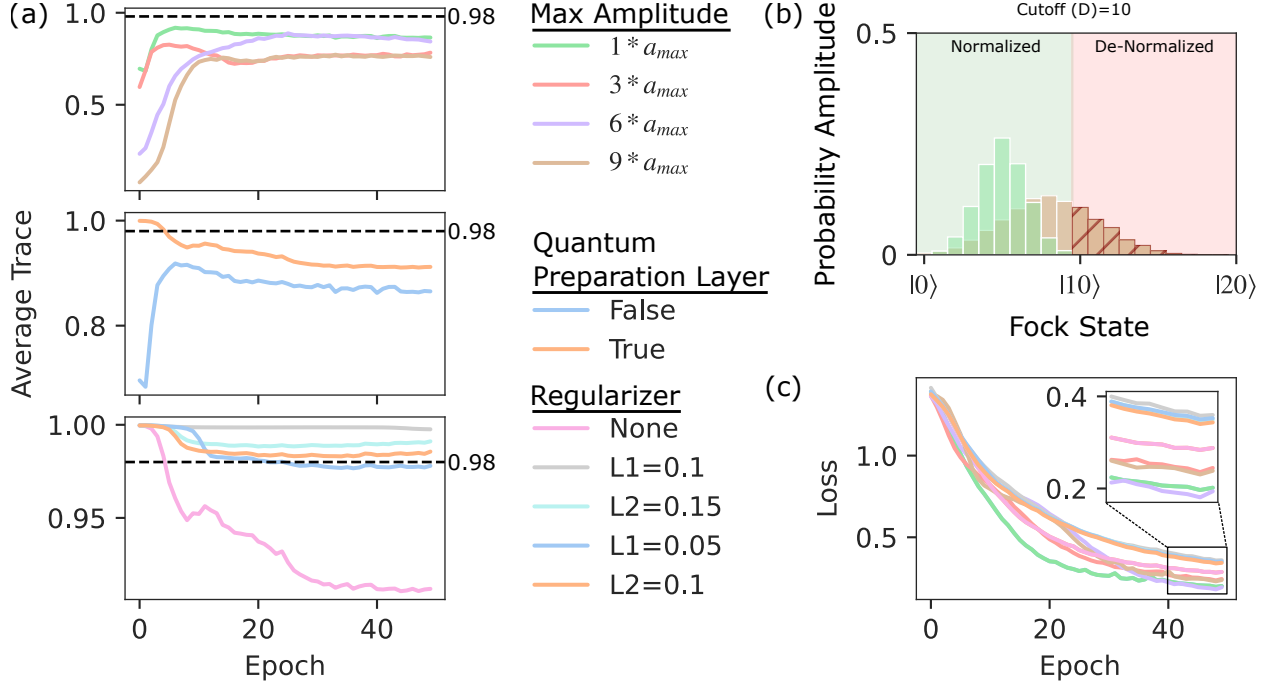 (a)
1.0
0.5
0.98
1.0
0.9
0.8
0.98
1.00
0.95
0.98
0
20
40
Average Trace
Epoch
Max Amplitude
1 * a_max
3 * a_max
6 * a_max
9 * a_max
Quantum
Preparation Layer
False
True
Regularizer
None
L1=0.1
L2=0.15
L1=0.05
L2=0.1
(b)
Cutoff (D)=10
0.5
Normalized
De-Normalized
Probability Amplitude
0
|0⟩
|10⟩
|20⟩
Fock State
(c)
0.4
0.2
1.0
0.5
Loss
0
20
40
Epoch